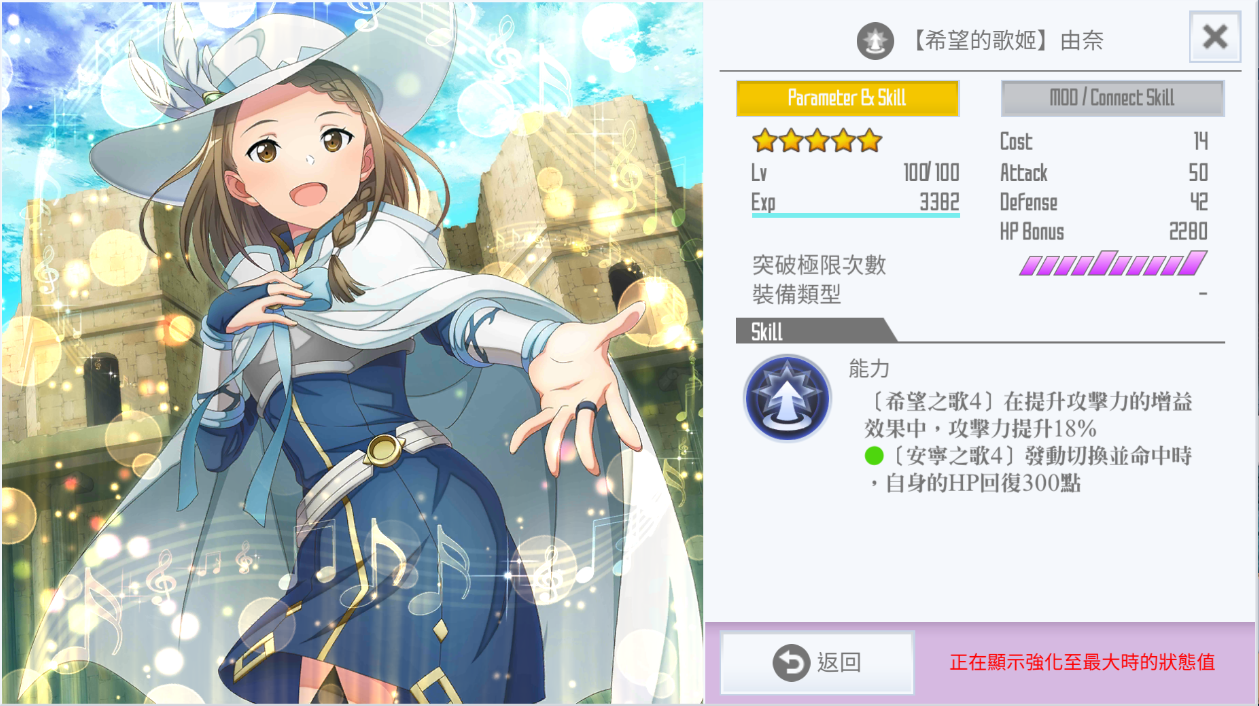 【希望的歌姬】由奈
Parameter & Skill
MOD / Connect Skill
Lv 100/100
Exp 3382
Cost 14
Attack 50
Defense 42
HP Bonus 2280
突破極限次數
裝備類型 -
Skill
能力
〔希望之歌4〕在提升攻擊力的增益
效果中，攻擊力提升18%
〔安寧之歌4〕發動切換並命中時
，自身的HP回復300點
返回
正在顯示強化至最大時的狀態值